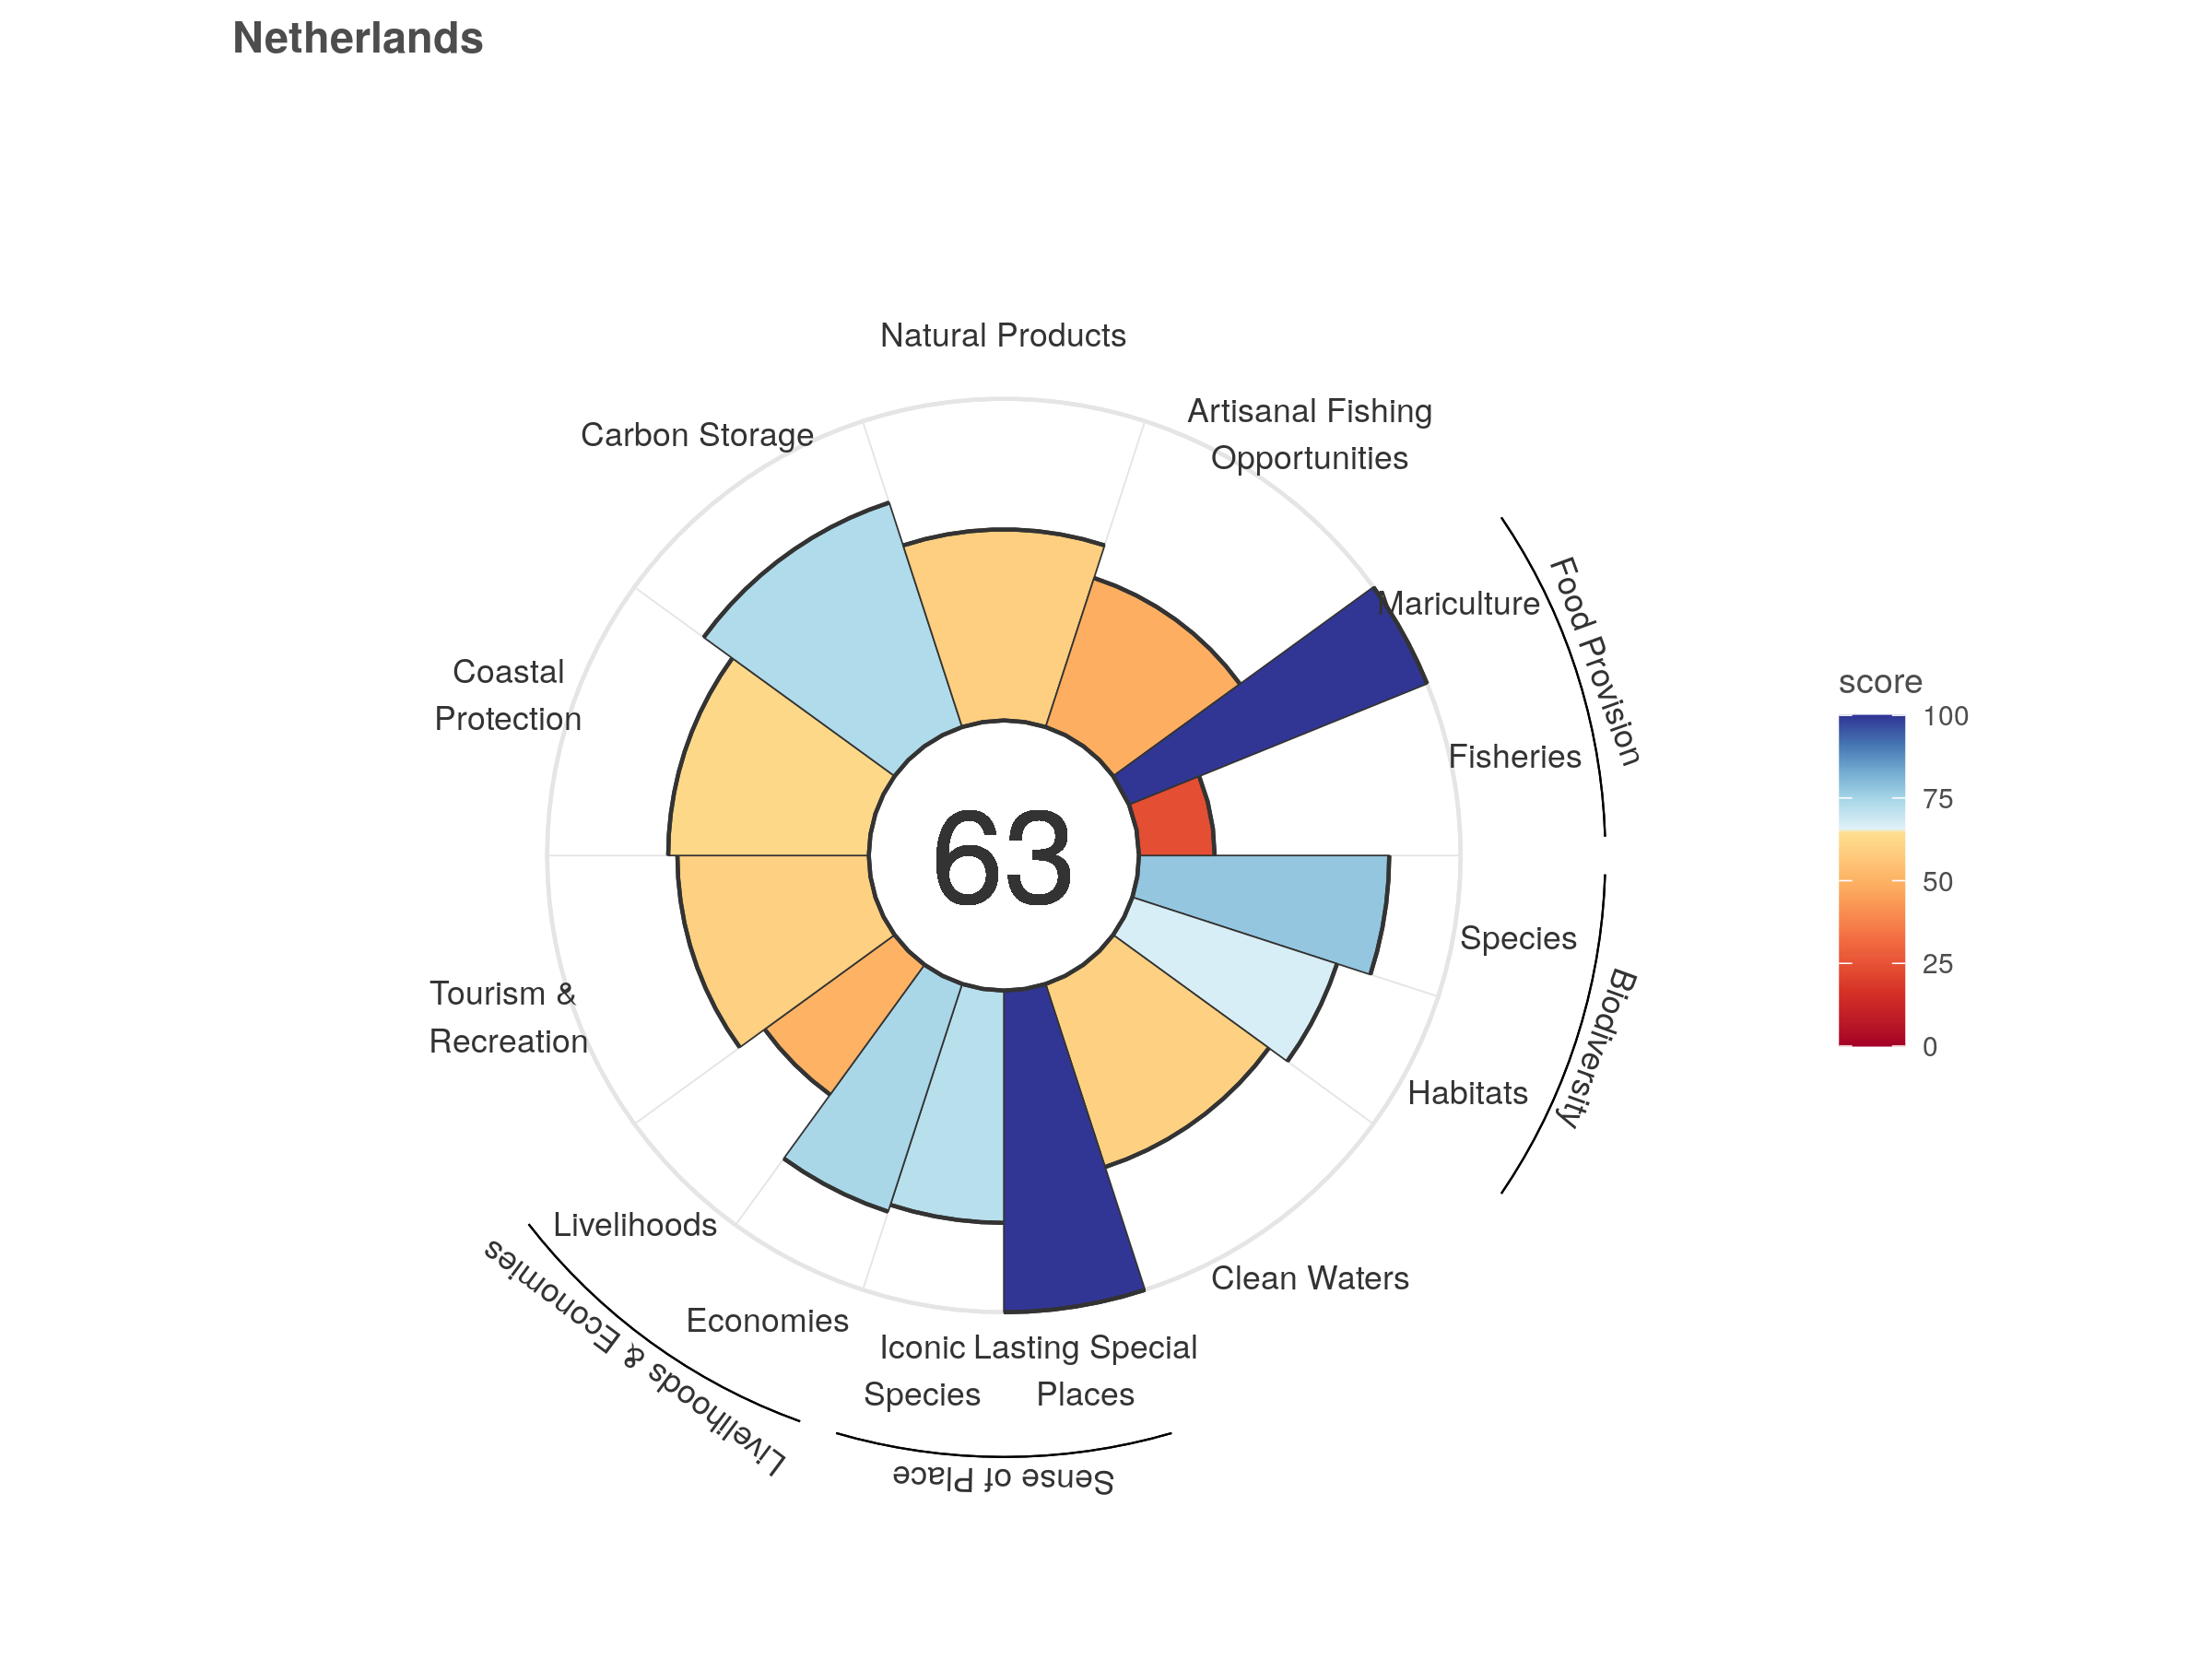 Netherlands
Natural Products
Artisanal Fishing
Opportunities
Carbon Storage
Mariculture
Food Provision
Fisheries
Coastal
Protection
63
score
100
75
50
25
0
Species
Biodiversity
Habitats
Tourism &
Recreation
Livelihoods
Livelihoods & Economies
Economies
Clean Waters
Iconic
Species
Lasting Special
Places
Sense of Place